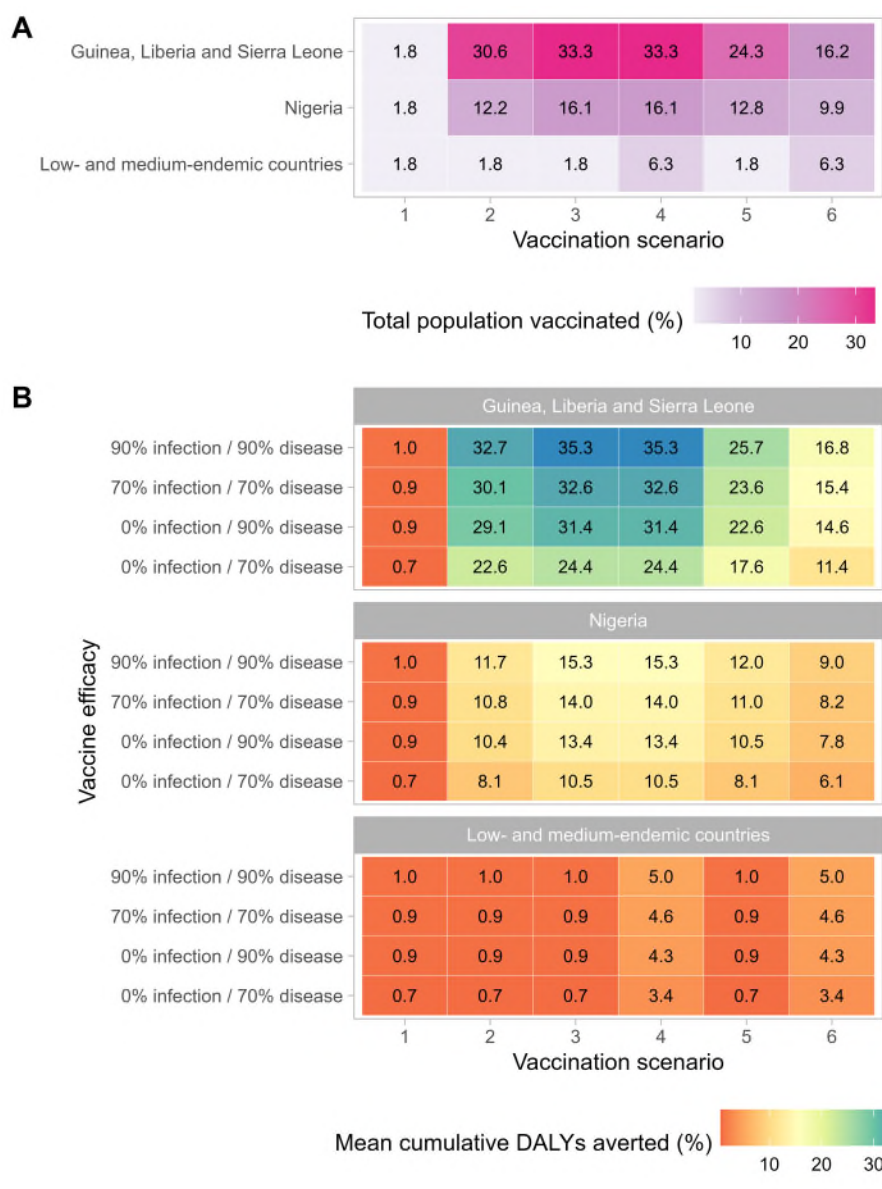 A
Guinea, Liberia and Sierra Leone 1.8 30.6 33.3 33.3 24.3 16.2
Nigeria 1.8 12.2 16.1 16.1 12.8 9.9
Low- and medium-endemic countries 1.8 1.8 1.8 6.3 1.8 6.3
1 2 3 4 5 6
Vaccination scenario
Total population vaccinated (%)
10 20 30
B
Guinea, Liberia and Sierra Leone
90% infection / 90% disease 1.0 32.7 35.3 35.3 25.7 16.8
70% infection / 70% disease 0.9 30.1 32.6 32.6 23.6 15.4
0% infection / 90% disease 0.9 29.1 31.4 31.4 22.6 14.6
0% infection / 70% disease 0.7 22.6 24.4 24.4 17.6 11.4
Vaccine efficacy
Nigeria
90% infection / 90% disease 1.0 11.7 15.3 15.3 12.0 9.0
70% infection / 70% disease 0.9 10.8 14.0 14.0 11.0 8.2
0% infection / 90% disease 0.9 10.4 13.4 13.4 10.5 7.8
0% infection / 70% disease 0.7 8.1 10.5 10.5 8.1 6.1
Low- and medium-endemic countries
90% infection / 90% disease 1.0 1.0 1.0 5.0 1.0 5.0
70% infection / 70% disease 0.9 0.9 0.9 4.6 0.9 4.6
0% infection / 90% disease 0.9 0.9 0.9 4.3 0.9 4.3
0% infection / 70% disease 0.7 0.7 0.7 3.4 0.7 3.4
1 2 3 4 5 6
Vaccination scenario
Mean cumulative DALYs averted (%)
10 20 30